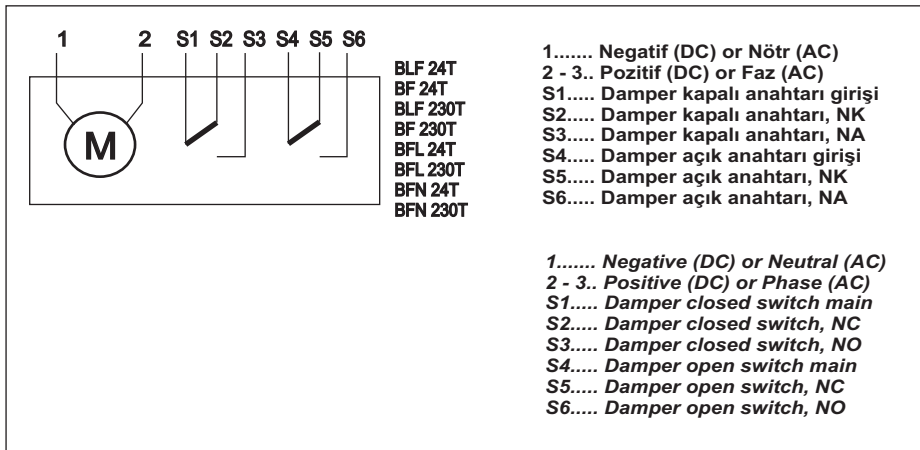 1 2 S1 S2 S3 S4 S5 S6
M
BLF 24T
BF 24T
BLF 230T
BF 230T
BFL 24T
BFL 230T
BFN 24T
BFN 230T
1....... Negatif (DC) or Nötr (AC)
2 - 3.. Pozitif (DC) or Faz (AC)
S1..... Damper kapalı anahtarı girişi
S2..... Damper kapalı anahtarı, NK
S3..... Damper kapalı anahtarı, NA
S4..... Damper açık anahtarı girişi
S5..... Damper açık anahtarı, NK
S6..... Damper açık anahtarı, NA
1....... Negative (DC) or Neutral (AC)
2 - 3.. Positive (DC) or Phase (AC)
S1..... Damper closed switch main
S2..... Damper closed switch, NC
S3..... Damper closed switch, NO
S4..... Damper open switch main
S5..... Damper open switch, NC
S6..... Damper open switch, NO